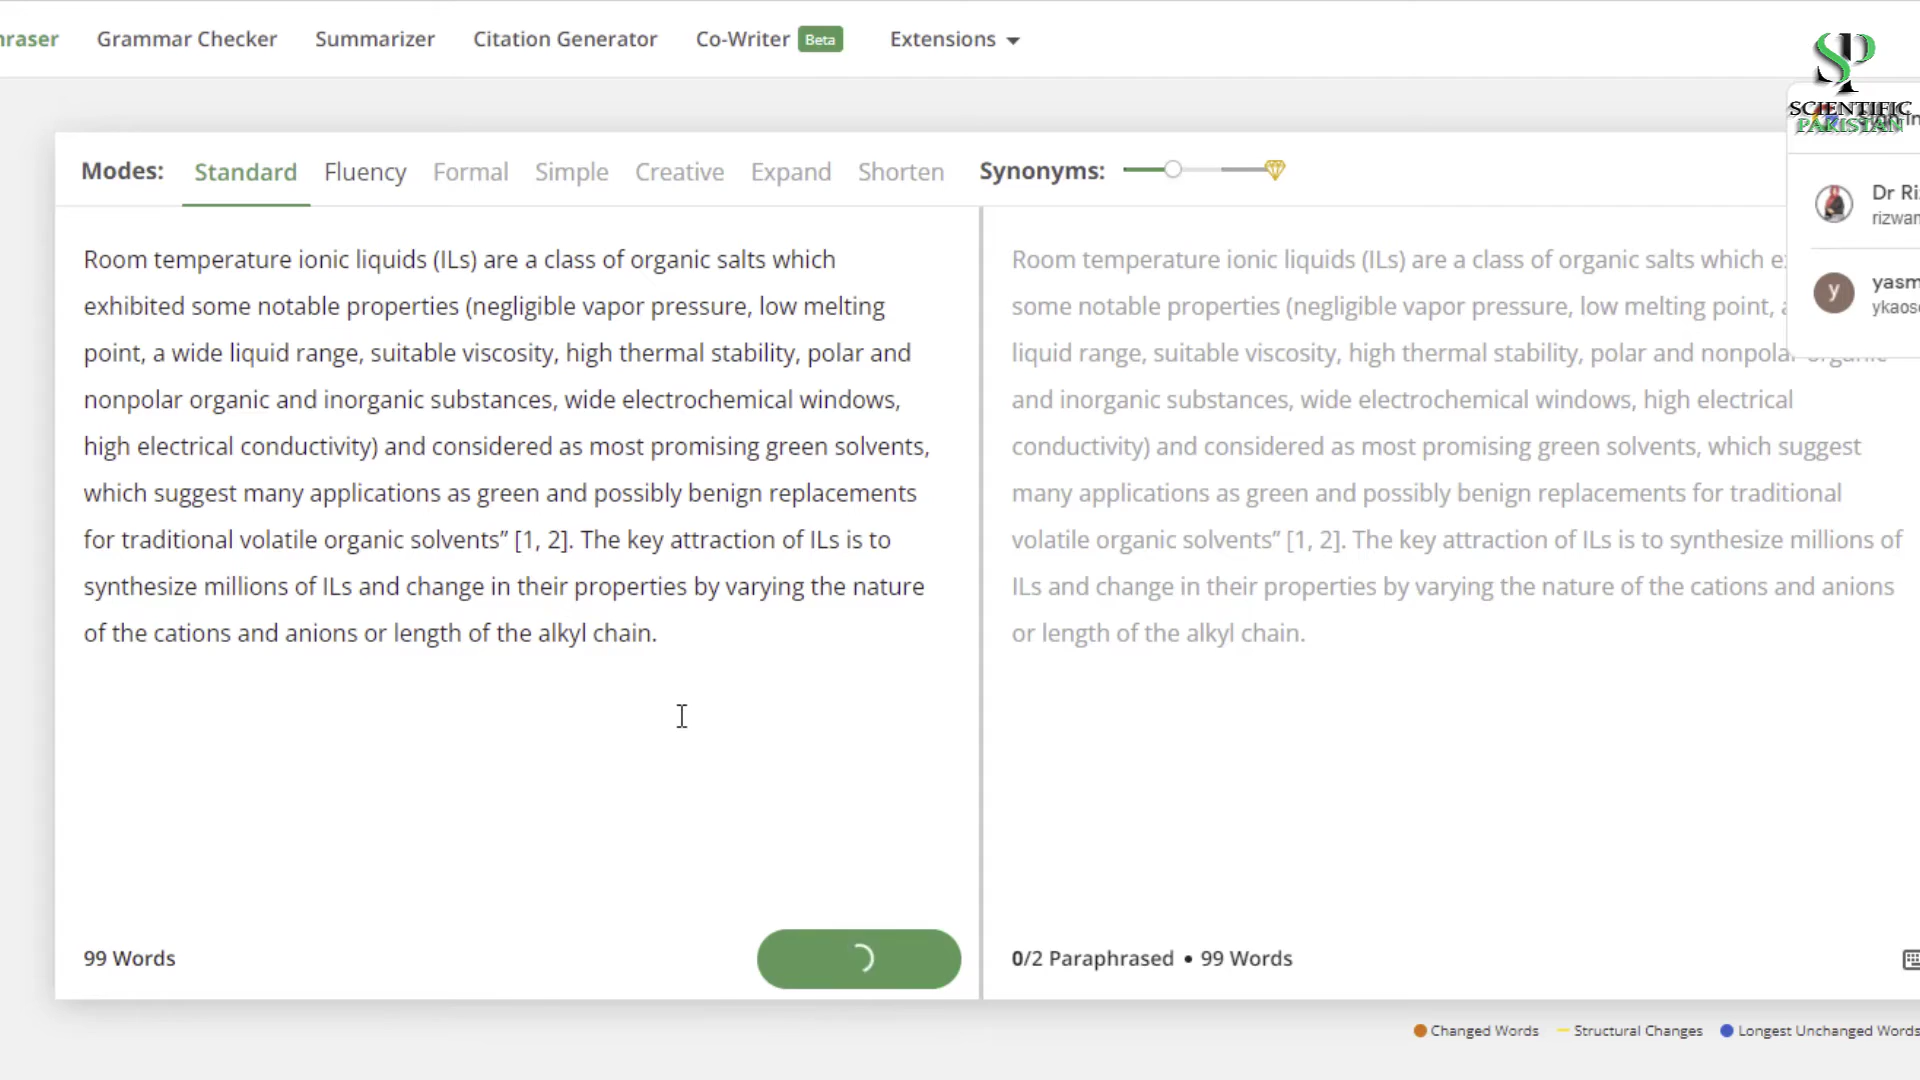 Grammar Checker Summarizer Citation Generator Co-Writer Beta Extensions
SCIENTIFIC
PAKISTAN
Modes: Standard Fluency Formal Simple Creative Expand Shorten Synonyms:
Dr
y
Room temperature ionic liquids (ILs) are a class of organic salts which
exhibited some notable properties (negligible vapor pressure, low melting
point, a wide liquid range, suitable viscosity, high thermal stability, polar and
nonpolar organic and inorganic substances, wide electrochemical windows,
high electrical conductivity) and considered as most promising green solvents,
which suggest many applications as green and possibly benign replacements
for traditional volatile organic solvents” [1, 2]. The key attraction of ILs is to
synthesize millions of ILs and change in their properties by varying the nature
of the cations and anions or length of the alkyl chain.
99 Words
Room temperature ionic liquids (ILs) are a class of organic salts which
some notable properties (negligible vapor pressure, low melting point,
liquid range, suitable viscosity, high thermal stability, polar and nonpolar organic
and inorganic substances, wide electrochemical windows, high electrical
conductivity) and considered as most promising green solvents, which suggest
many applications as green and possibly benign replacements for traditional
volatile organic solvents” [1, 2]. The key attraction of ILs is to synthesize millions of
ILs and change in their properties by varying the nature of the cations and anions
or length of the alkyl chain.
0/2 Paraphrased • 99 Words
Changed Words Structural Changes Longest Unchanged Words